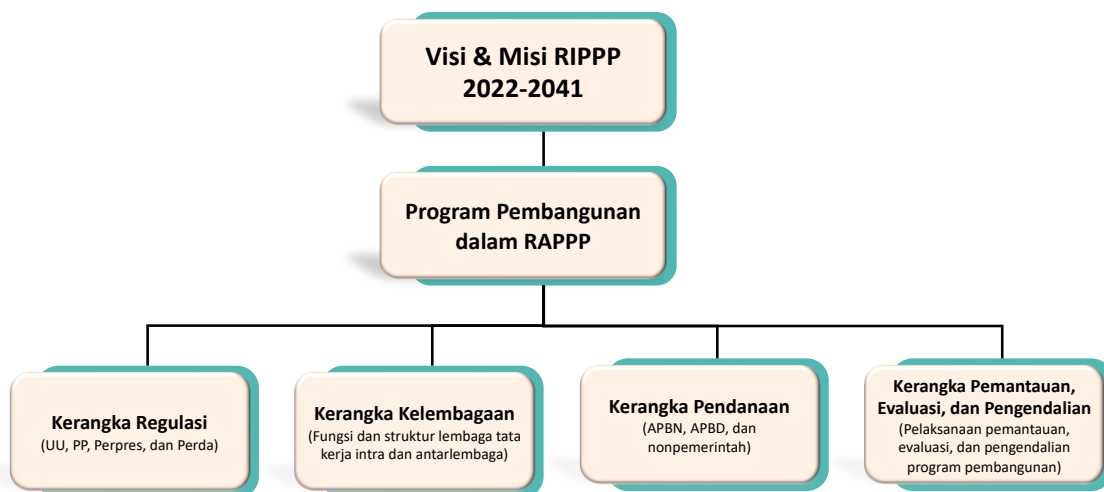 Visi & Misi RIPPP
2022-2041
Program Pembangunan
dalam RAPPP
Kerangka Regulasi
(UU, PP, Perpres, dan Perda)
Kerangka Kelembagaan
(Fungsi dan struktur lembaga tata
kerja intra dan antarlembaga)
Kerangka Pendanaan
(APBN, APBD, dan
nonpemerintah)
Kerangka Pemantauan,
Evaluasi, dan Pengendalian
(Pelaksanaan pemantauan,
evaluasi, dan pengendalian
program pembangunan)